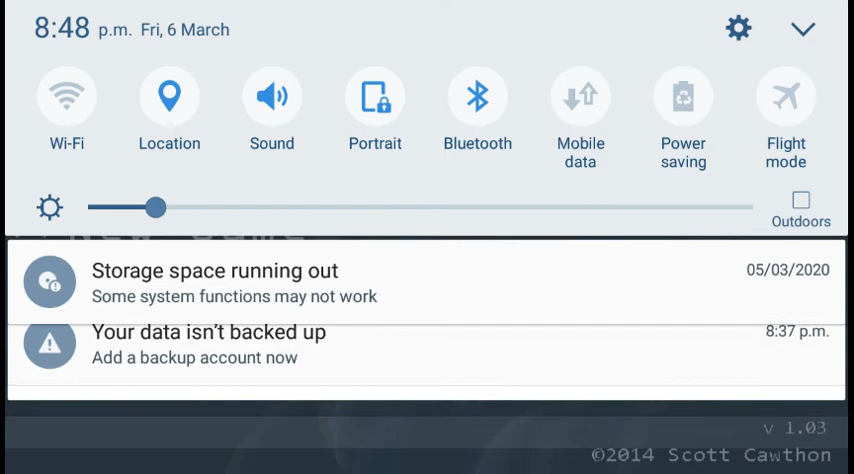 8:48 p.m. Fri, 6 March
Wi-Fi Location Sound Portrait Bluetooth Mobile data Power saving Flight mode
Outdoors
New Game
Storage space running out 05/03/2020
Some system functions may not work
Your data isn't backed up 8:37 p.m.
Add a backup account now
v 1.03
©2014 Scott Cawthon